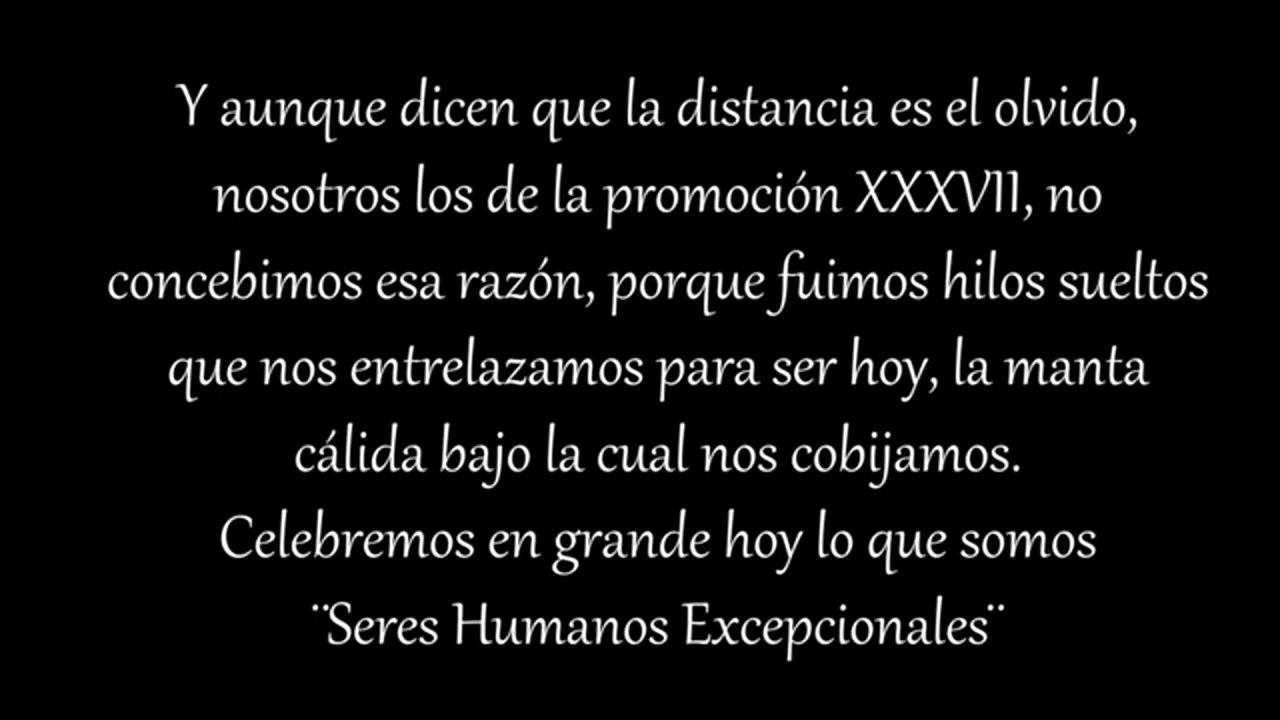 Y aunque dicen que la distancia es el olvido,
nosotros los de la promoción XXXVII, no
concebimos esa razón, porque fuimos hilos sueltos
que nos entrelazamos para ser hoy, la manta
cálida bajo la cual nos cobijamos.
Celebremos en grande hoy lo que somos
¨Seres Humanos Excepcionales¨